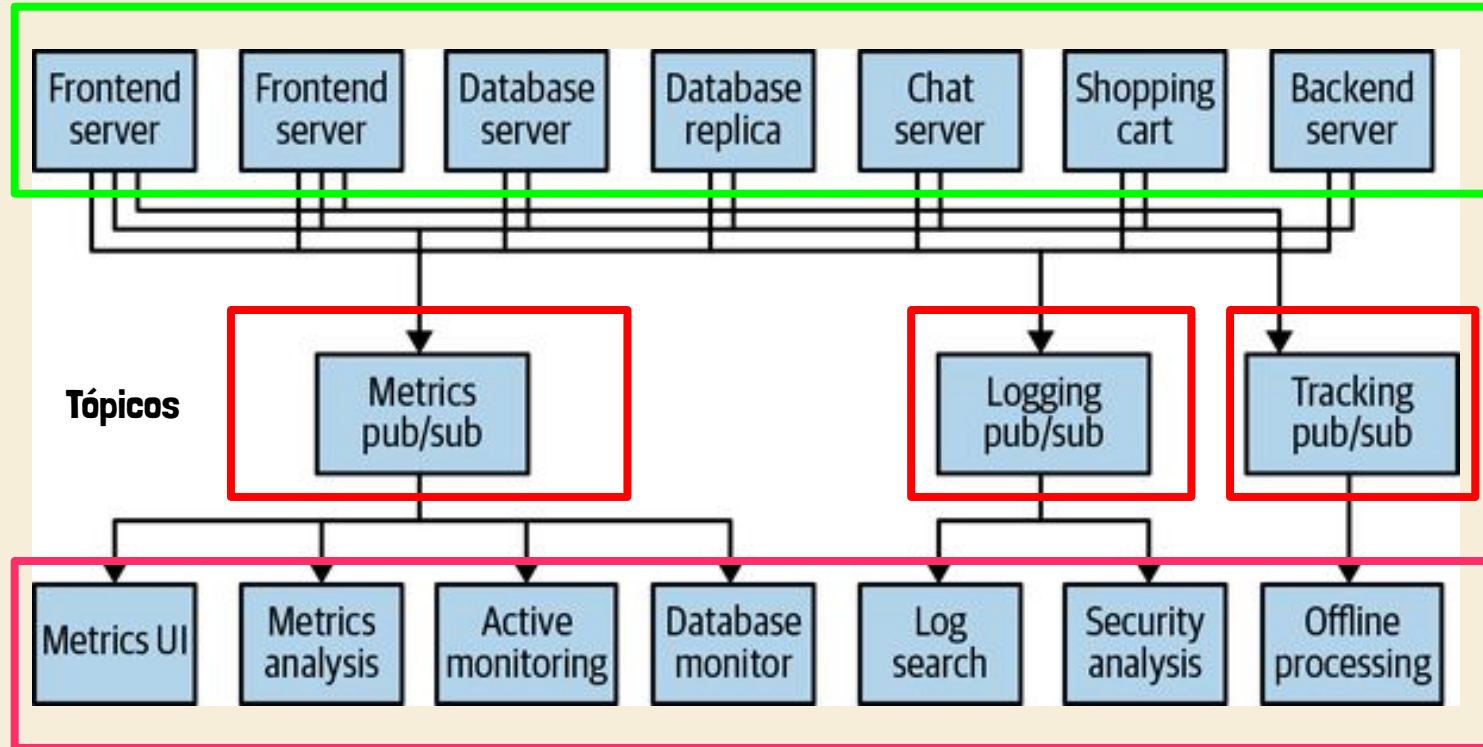 Frontend
server
Frontend
server
Database
server
Database
replica
Chat
server
Shopping
cart
Backend
server
Tópicos
Metrics
pub/sub
Logging
pub/sub
Tracking
pub/sub
Metrics UI
Metrics
analysis
Active
monitoring
Database
monitor
Log
search
Security
analysis
Offline
processing